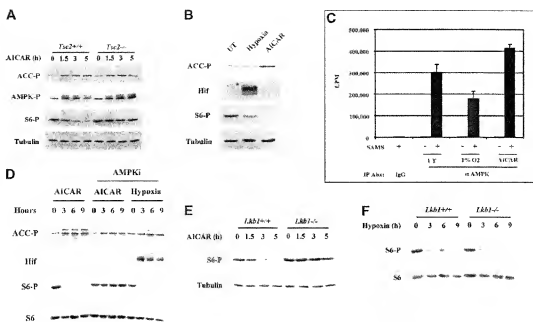 A
Tsc2+/+ Tsc2-/-
AICAR (h) 0 1.5 3 5 0 1.5 3 5
ACC-P
AMPK-P
S6-P
Tubulin
B
UT Hypoxia AICAR
ACC-P
Hif
S6-P
Tubulin
C
500,000
400,000
300,000
200,000
100,000
0
SAMS + - + - + - +
UT 1% O2 AICAR
IP Abs: IgG α AMPK
D
AMPKi
AICAR AICAR Hypoxia
Hours 0 3 6 9 0 3 6 9 3 6 9
ACC-P
Hif
S6-P
S6
E
Lkb1+/+ Lkb1-/-
AICAR (h) 0 1.5 3 5 0 1.5 3 5
S6-P
Tubulin
F
Lkb1+/+ Lkb1-/-
Hypoxia (h) 0 3 6 9 0 3 6 9
S6-P
S6